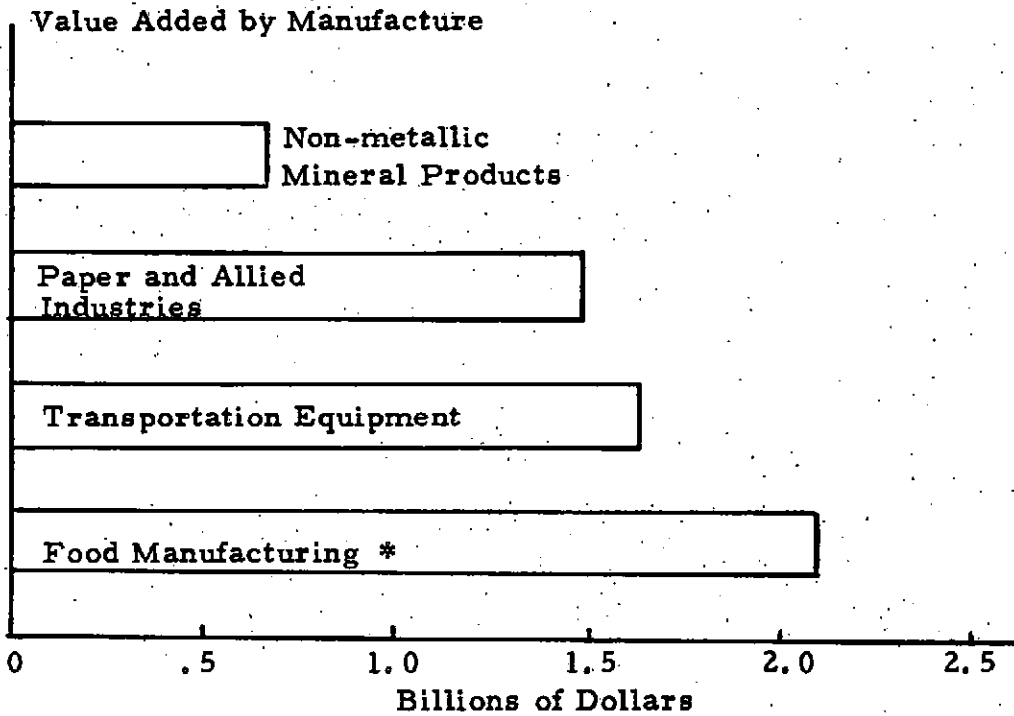 Value Added by Manufacture
Non-metallic
Mineral Products
Paper and Allied
Industries
Transportation Equipment
Food Manufacturing *
0 .5 1.0 1.5 2.0 2.5
Billions of Dollars